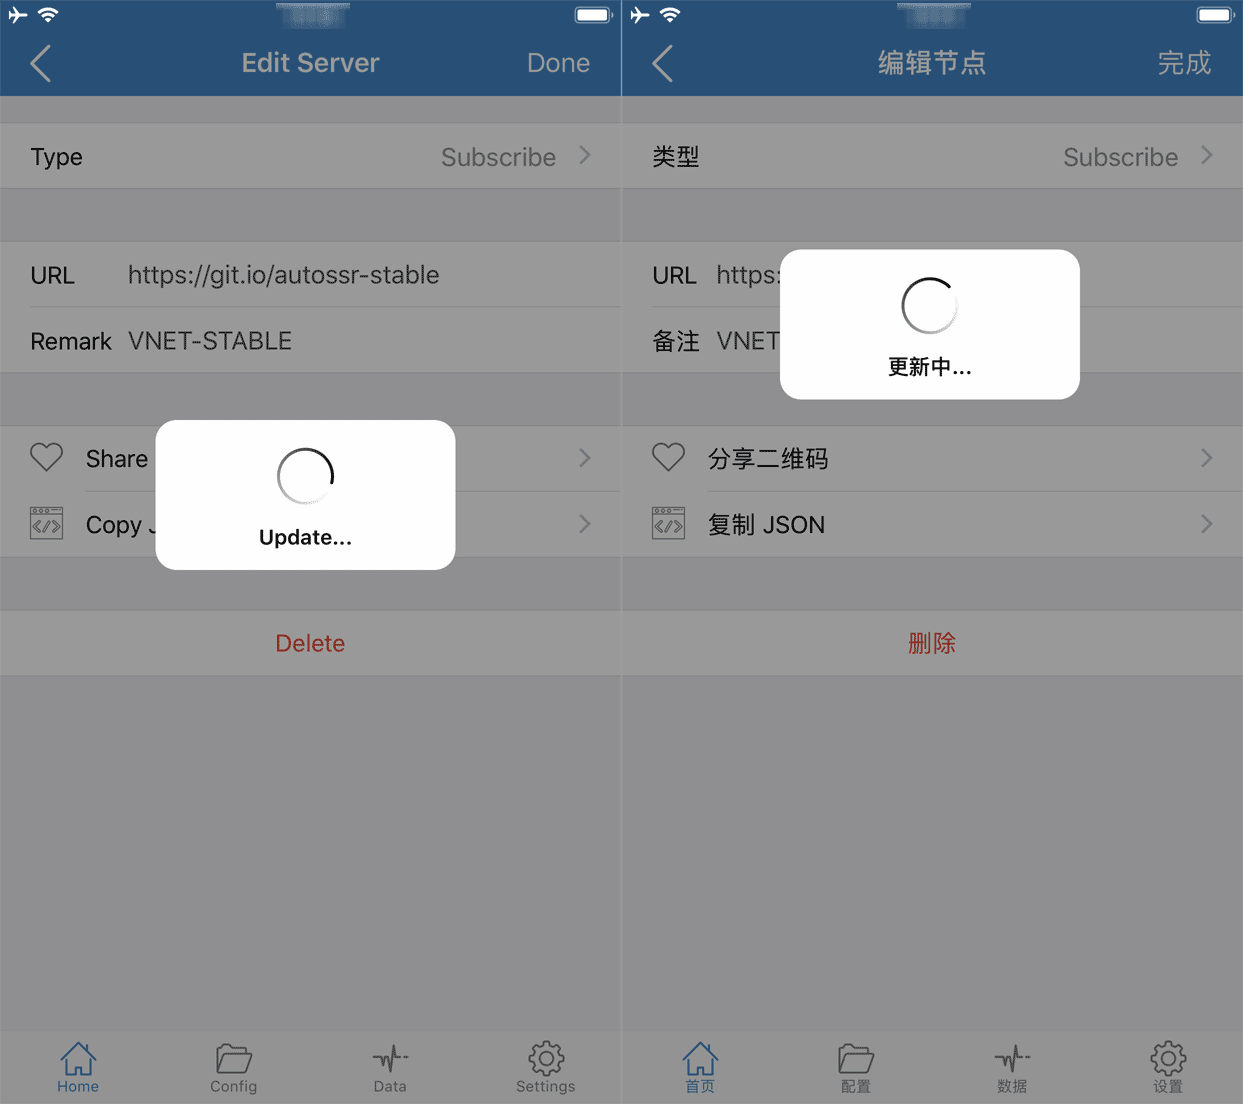 Edit Server
Done
Type
Subscribe
URL
https://git.io/autossr-stable
Remark
VNET-STABLE
Share
Copy
Update...
Delete
Home
Config
Data
Settings
编辑节点
完成
类型
Subscribe
URL
https:
备注
VNET
更新中...
分享二维码
复制 JSON
删除
首页
配置
数据
设置